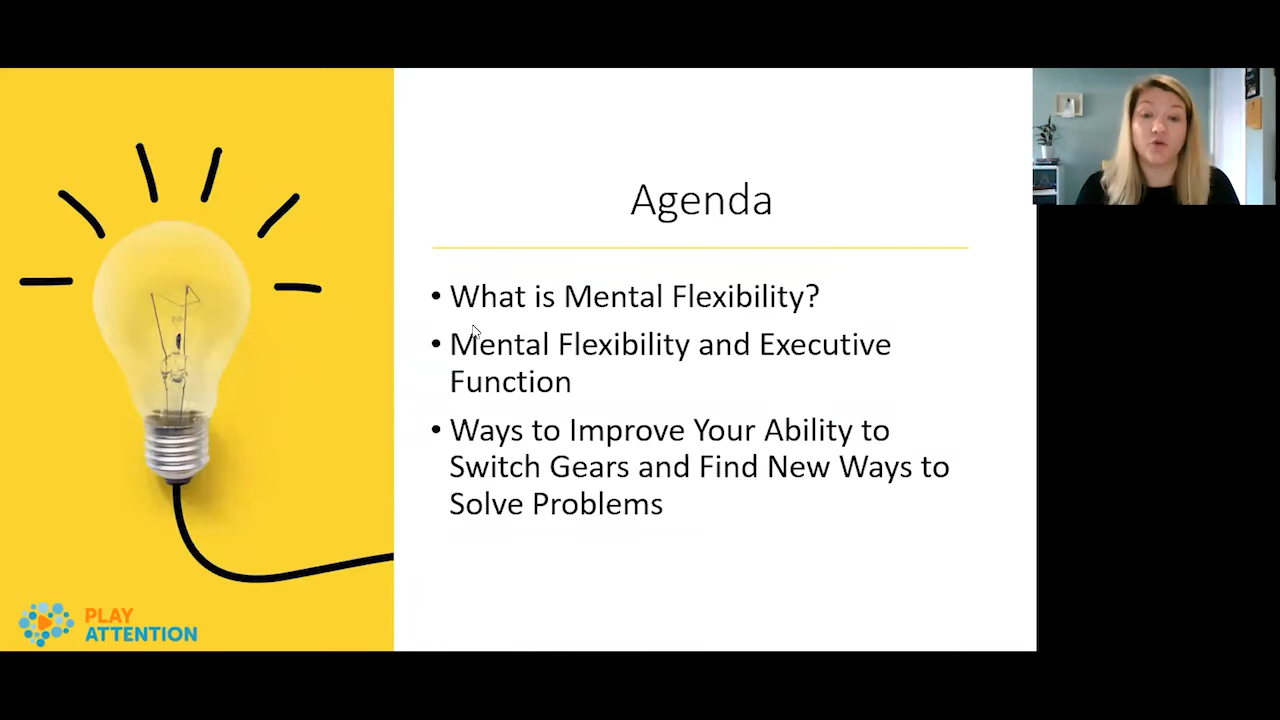 Agenda
• What is Mental Flexibility?
• Mental Flexibility and Executive
Function
• Ways to Improve Your Ability to
Switch Gears and Find New Ways to
Solve Problems
PLAY
ATTENTION